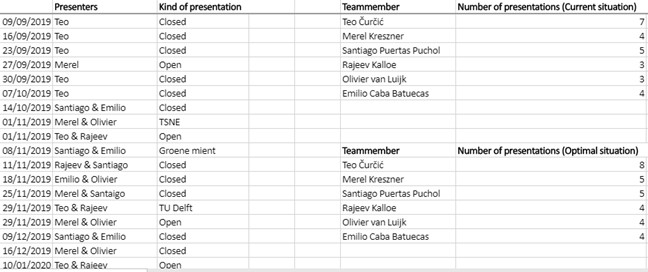 Presenters Kind of presentation Teammember Number of presentations (Current situation)
09/09/2019 Teo Closed Teo Čurčić 7
16/09/2019 Teo Closed Merel Kreszner 4
23/09/2019 Teo Closed Santiago Puertas Puchol 5
27/09/2019 Merel Open Rajeev Kalloe 3
30/09/2019 Teo Closed Olivier van Luijk 3
07/10/2019 Teo Closed Emilio Caba Batuecas 4
14/10/2019 Santiago & Emilio Closed
01/11/2019 Merel & Olivier TSNE
01/11/2019 Teo & Rajeev Open
08/11/2019 Santiago & Emilio Groene mient Teammember Number of presentations (Optimal situation)
11/11/2019 Rajeev & Santiago Closed Teo Čurčić 8
18/11/2019 Emilio & Olivier Closed Merel Kreszner 5
25/11/2019 Merel & Santaigo Closed Santiago Puertas Puchol 5
29/11/2019 Teo & Rajeev TU Delft Rajeev Kalloe 4
29/11/2019 Merel & Olivier Open Olivier van Luijk 4
09/12/2019 Santiago & Emilio Closed Emilio Caba Batuecas 4
16/12/2019 Merel & Olivier Closed
10/01/2020 Teo & Rajeev Open